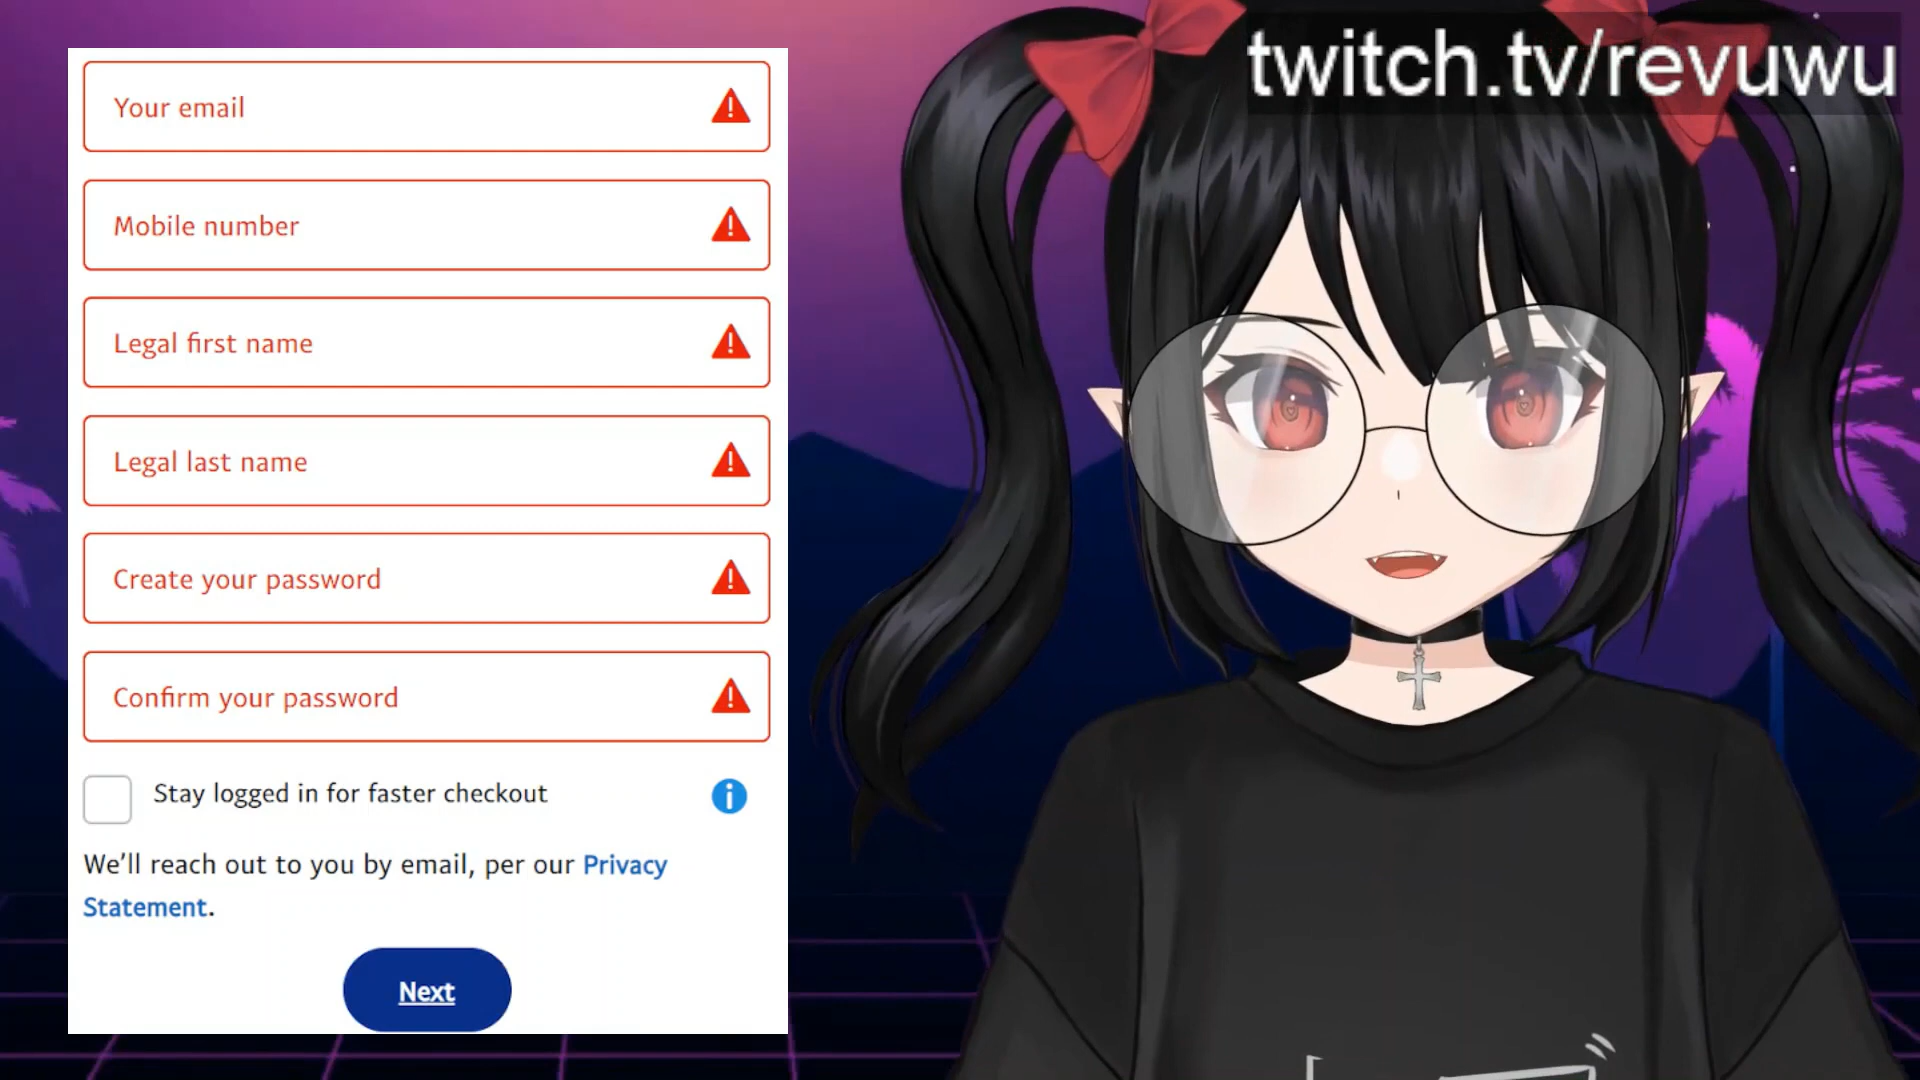 twitch.tv/revuwu
Your email
Mobile number
Legal first name
Legal last name
Create your password
Confirm your password
Stay logged in for faster checkout
We’ll reach out to you by email, per our Privacy
Statement.
Next